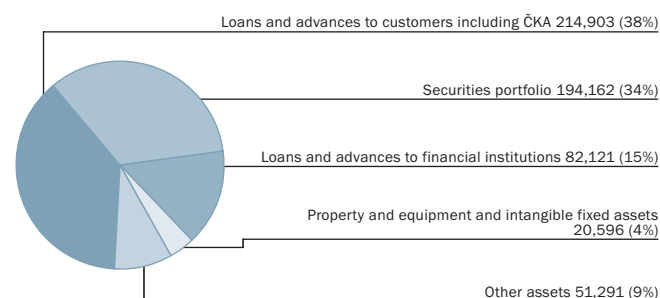 Loans and advances to customers including ČKA 214,903 (38%)
Securities portfolio 194,162 (34%)
Loans and advances to financial institutions 82,121 (15%)
Property and equipment and intangible fixed assets
20,596 (4%)
Other assets 51,291 (9%)